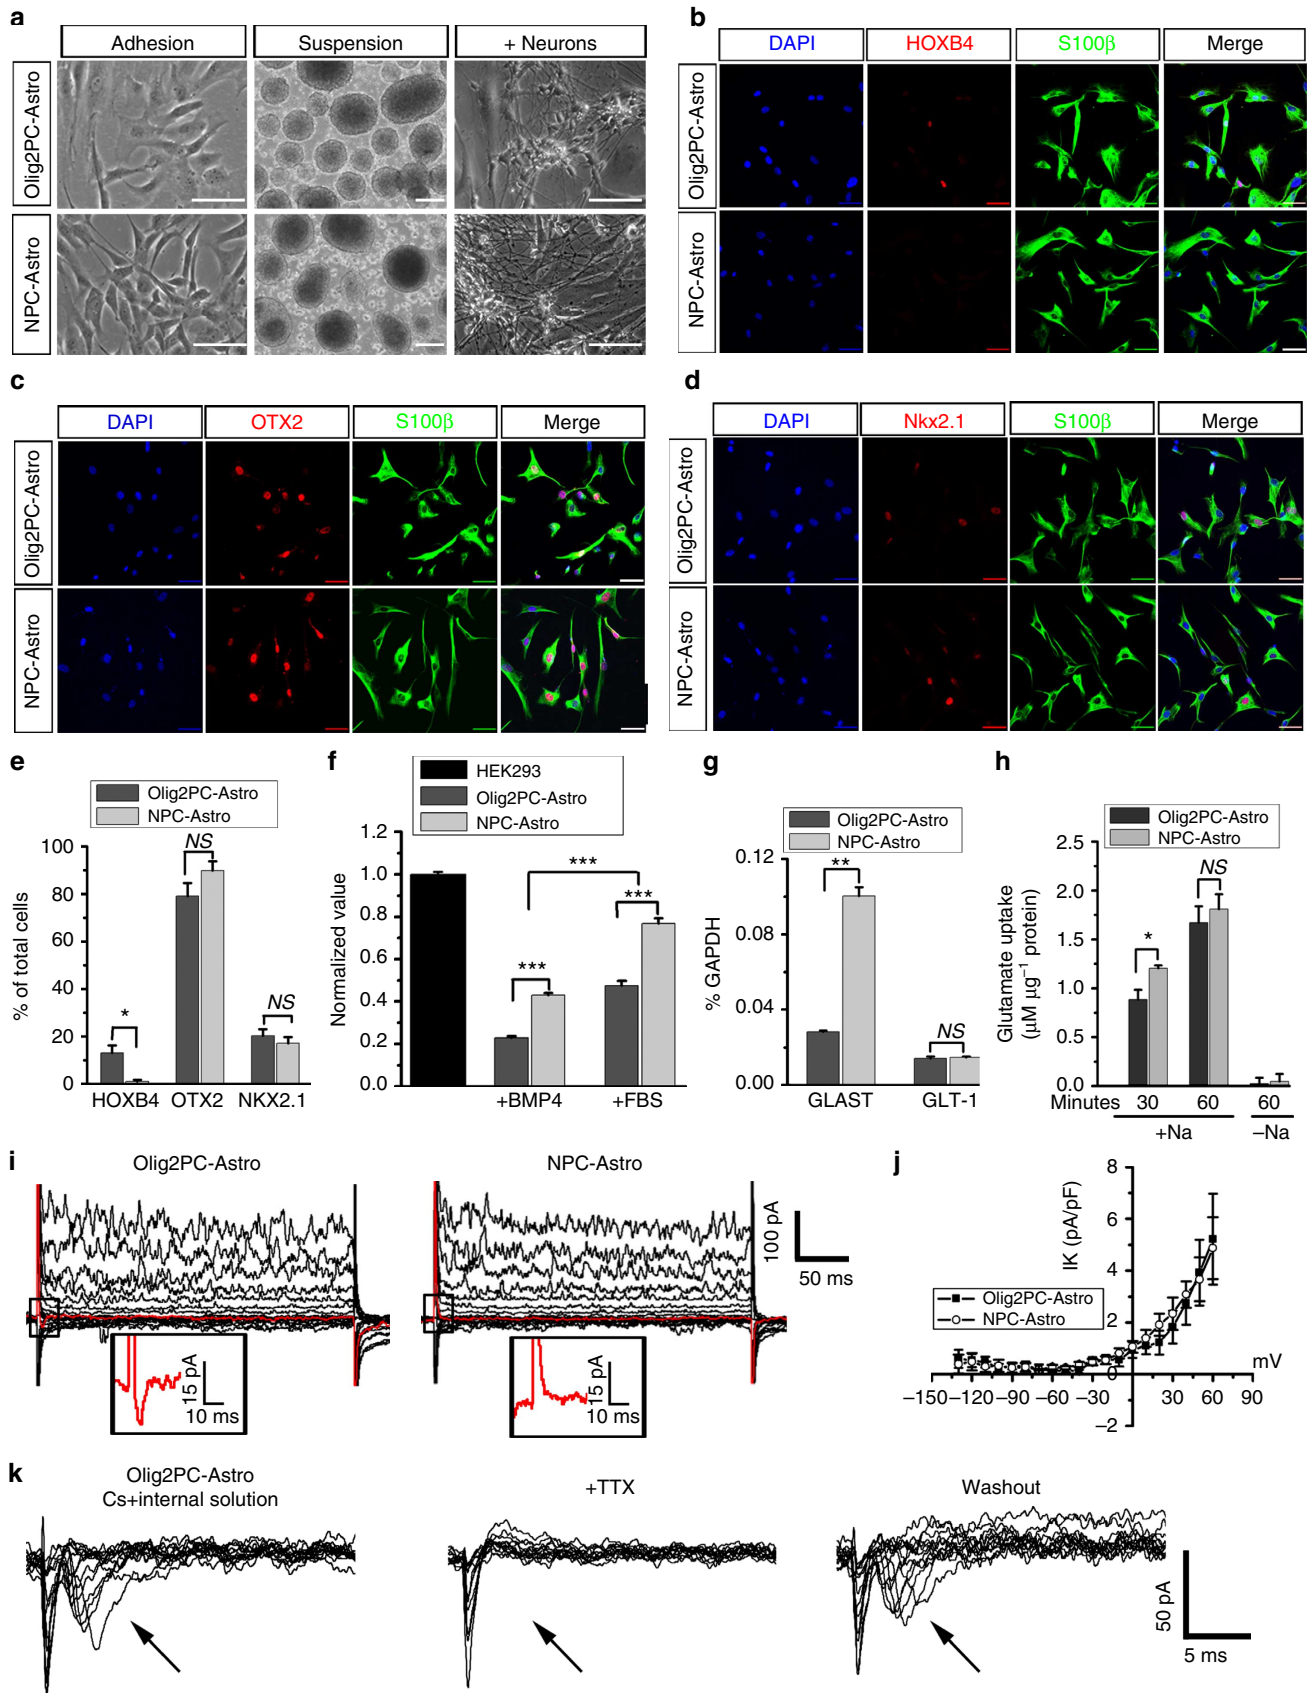 a
Adhesion
Suspension
+ Neurons
Olig2PC-Astro
NPC-Astro
b
DAPI
HOXB4
S100β
Merge
Olig2PC-Astro
NPC-Astro
c
DAPI
OTX2
S100β
Merge
Olig2PC-Astro
NPC-Astro
d
DAPI
Nkx2.1
S100β
Merge
Olig2PC-Astro
NPC-Astro
e
Olig2PC-Astro
NPC-Astro
% of total cells
100
80
60
40
20
0
*
NS
NS
HOXB4 OTX2 NKX2.1
f
HEK293
Olig2PC-Astro
NPC-Astro
Normalized value
1.2
1.0
0.8
0.6
0.4
0.2
0.0
***
***
***
+BMP4
+FBS
g
Olig2PC-Astro
NPC-Astro
% GAPDH
0.12
0.08
0.04
0.00
**
NS
GLAST
GLT-1
h
Olig2PC-Astro
NPC-Astro
Glutamate uptake
(μM μg⁻¹ protein)
2.5
2.0
1.5
1.0
0.5
0.0
*
NS
Minutes 30 60 60
+Na
−Na
i
Olig2PC-Astro
NPC-Astro
100 pA
50 ms
15 pA
10 ms
15 pA
10 ms
j
IK (pA/pF)
8
6
4
2
0
−2
Olig2PC-Astro
NPC-Astro
mV
−150 −120 −90 −60 −30 30 60 90
k
Olig2PC-Astro
Cs+internal solution
+TTX
Washout
50 pA
5 ms